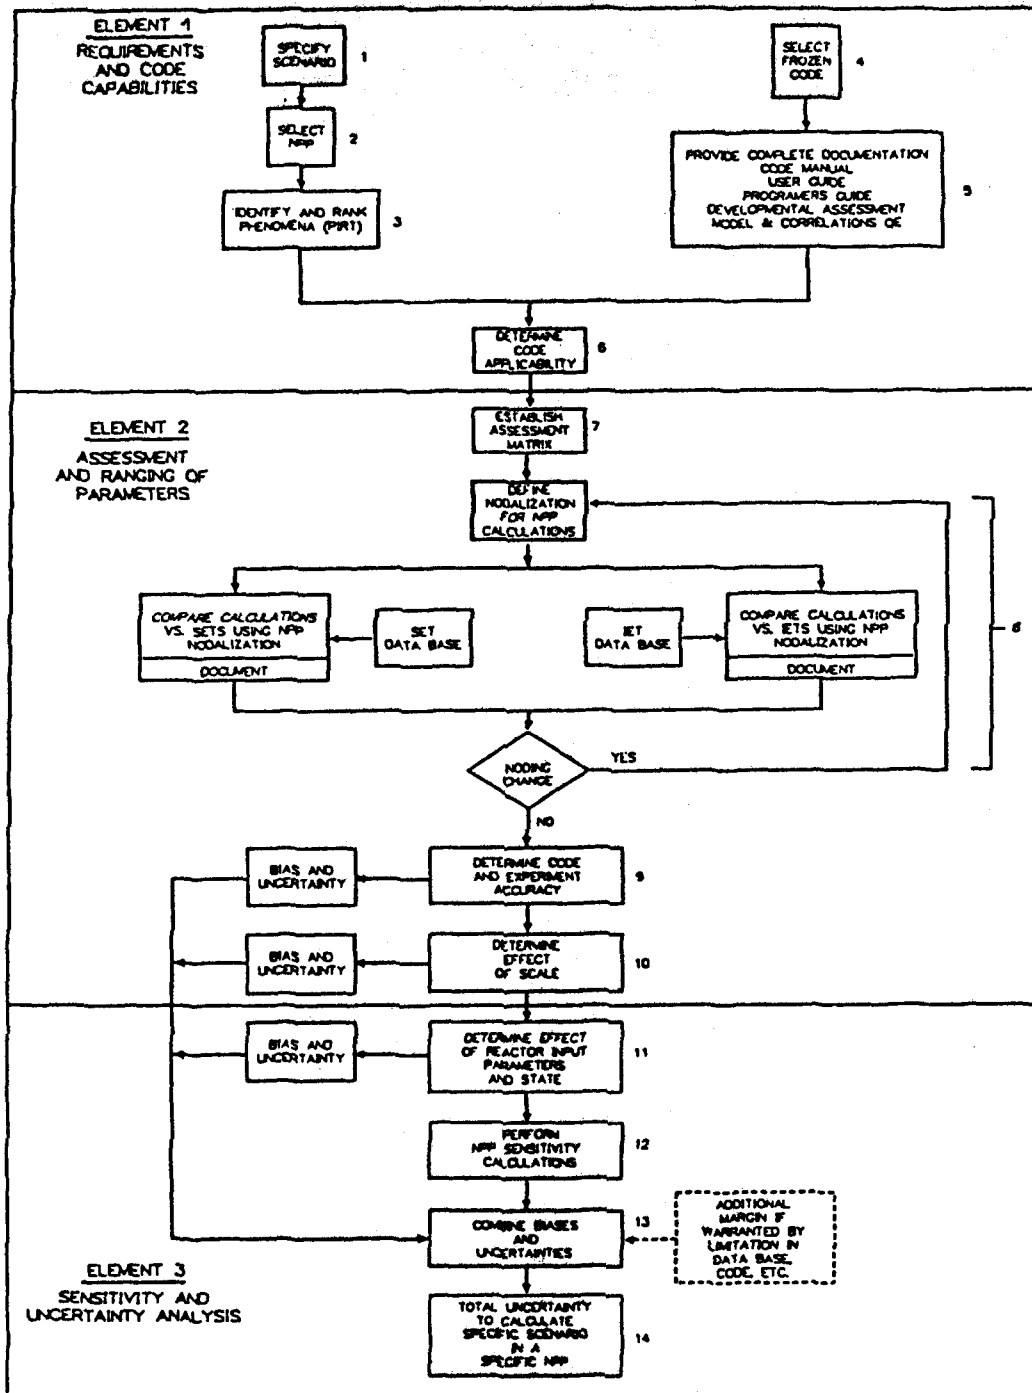 ELEMENT 1
REQUIREMENTS
AND CODE
CAPABILITIES
SPECIFY
SCENARIO
1
SELECT
NPP
2
IDENTIFY AND RANK
PHENOMENA (PIRT)
3
SELECT
FROZEN
CODE
4
PROVIDE COMPLETE DOCUMENTATION
CODE MANUAL
USER GUIDE
PROGRAMERS GUIDE
DEVELOPMENTAL ASSESSMENT
MODEL & CORRELATIONS QE
5
DETERMINE
CODE
APPLICABILITY
6
ELEMENT 2
ASSESSMENT
AND RANGING OF
PARAMETERS
ESTABLISH
ASSESSMENT
MATRIX
7
DEFINE
NODALIZATION
FOR NPP
CALCULATIONS
COMPARE CALCULATIONS
VS. SETS USING NPP
NODALIZATION
DOCUMENT
SET
DATA BASE
IET
DATA BASE
COMPARE CALCULATIONS
VS. IETS USING NPP
NODALIZATION
DOCUMENT
8
NODING
CHANGE
YES
NO
BIAS AND
UNCERTAINTY
DETERMINE CODE
AND EXPERIMENT
ACCURACY
9
BIAS AND
UNCERTAINTY
DETERMINE
EFFECT
OF SCALE
10
BIAS AND
UNCERTAINTY
DETERMINE EFFECT
OF REACTOR INPUT
PARAMETERS
AND STATE
11
PERFORM
NPP SENSITIVITY
CALCULATIONS
12
COMBINE BIASES
AND
UNCERTAINTIES
13
ADDITIONAL
MARGIN IF
WARRANTED BY
LIMITATION IN
DATA BASE,
CODE, ETC.
ELEMENT 3
SENSITIVITY AND
UNCERTAINTY ANALYSIS
TOTAL UNCERTAINTY
TO CALCULATE
SPECIFIC SCENARIO
IN A
SPECIFIC NPP
14